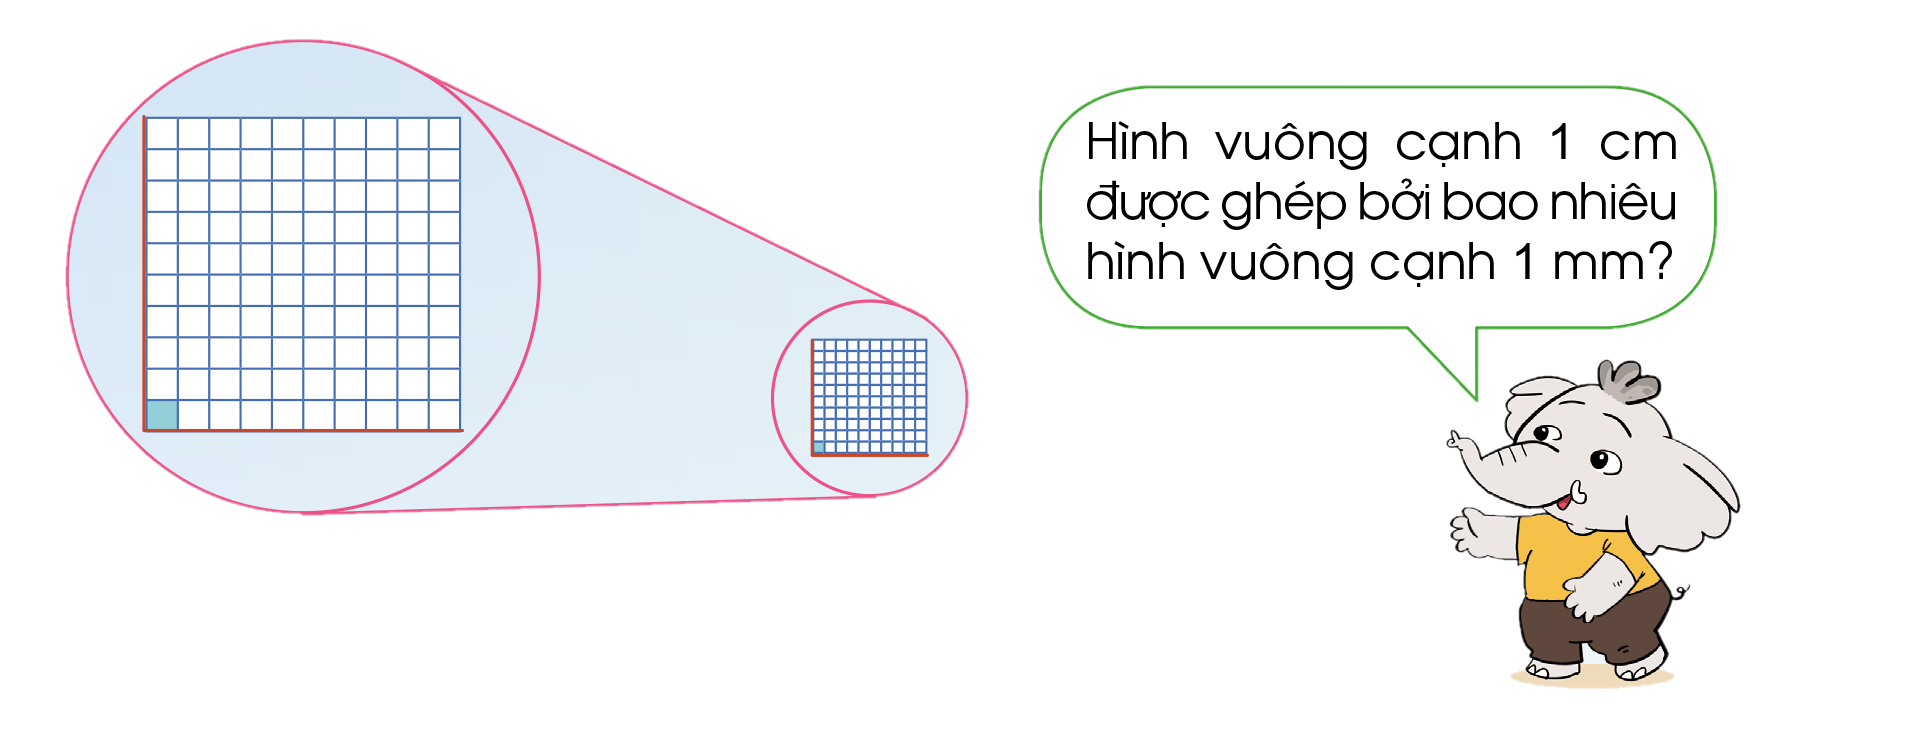 Hình vuông cạnh 1 cm
được ghép bởi bao nhiêu
hình vuông cạnh 1 mm?